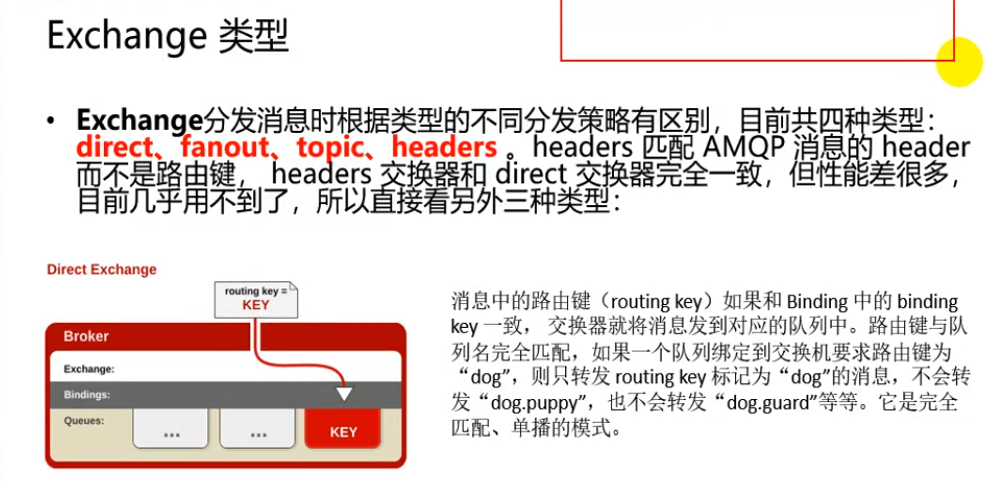 Exchange 类型
• Exchange分发消息时根据类型的不同分发策略有区别，目前共四种类型：
direct、fanout、topic、headers 。headers 匹配 AMQP 消息的 header
而不是路由键， headers 交换器和 direct 交换器完全一致，但性能差很多，
目前几乎用不到了，所以直接看另外三种类型：
Direct Exchange
routing key =
KEY
Broker
Exchange:
Bindings:
Queues:
...
...
KEY
消息中的路由键（routing key）如果和 Binding 中的 binding
key 一致， 交换器就将消息发到对应的队列中。路由键与队
列名完全匹配，如果一个队列绑定到交换机要求路由键为
“dog”，则只转发 routing key 标记为“dog”的消息，不会转
发“dog.puppy”，也不会转发“dog.guard”等等。它是完全
匹配、单播的模式。